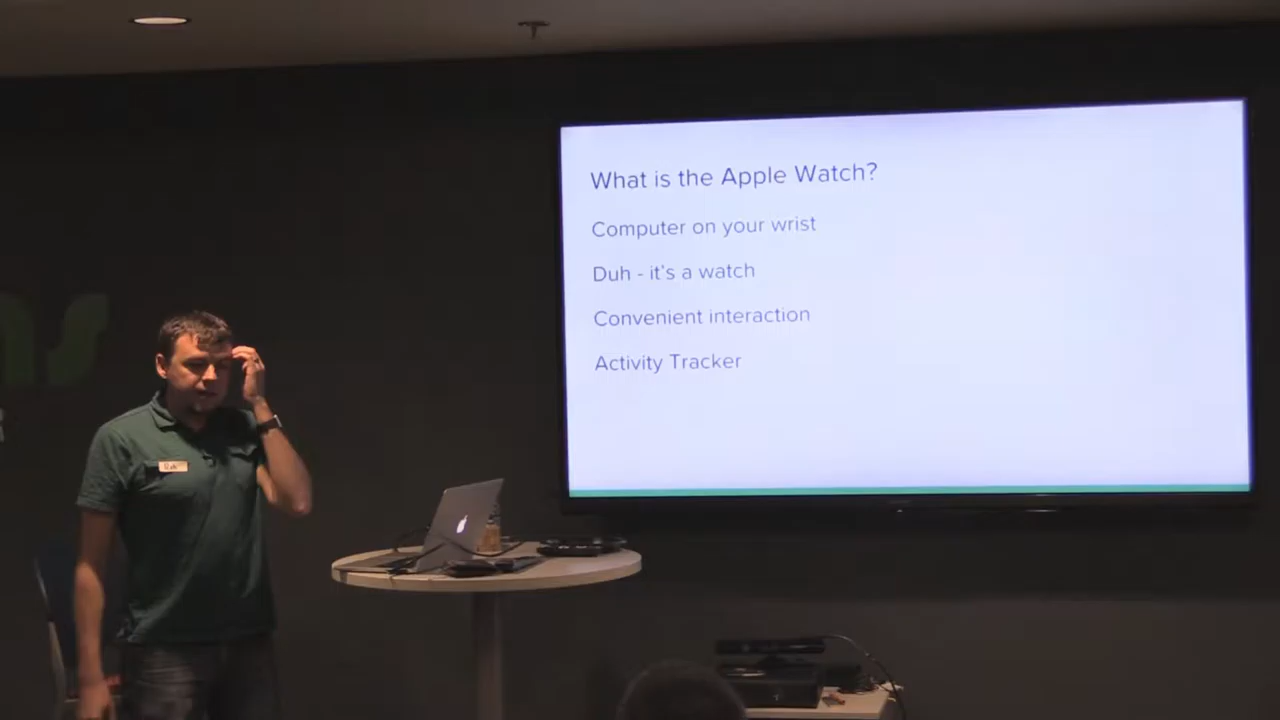 What is the Apple Watch?
Computer on your wrist
Duh - it's a watch
Convenient interaction
Activity Tracker